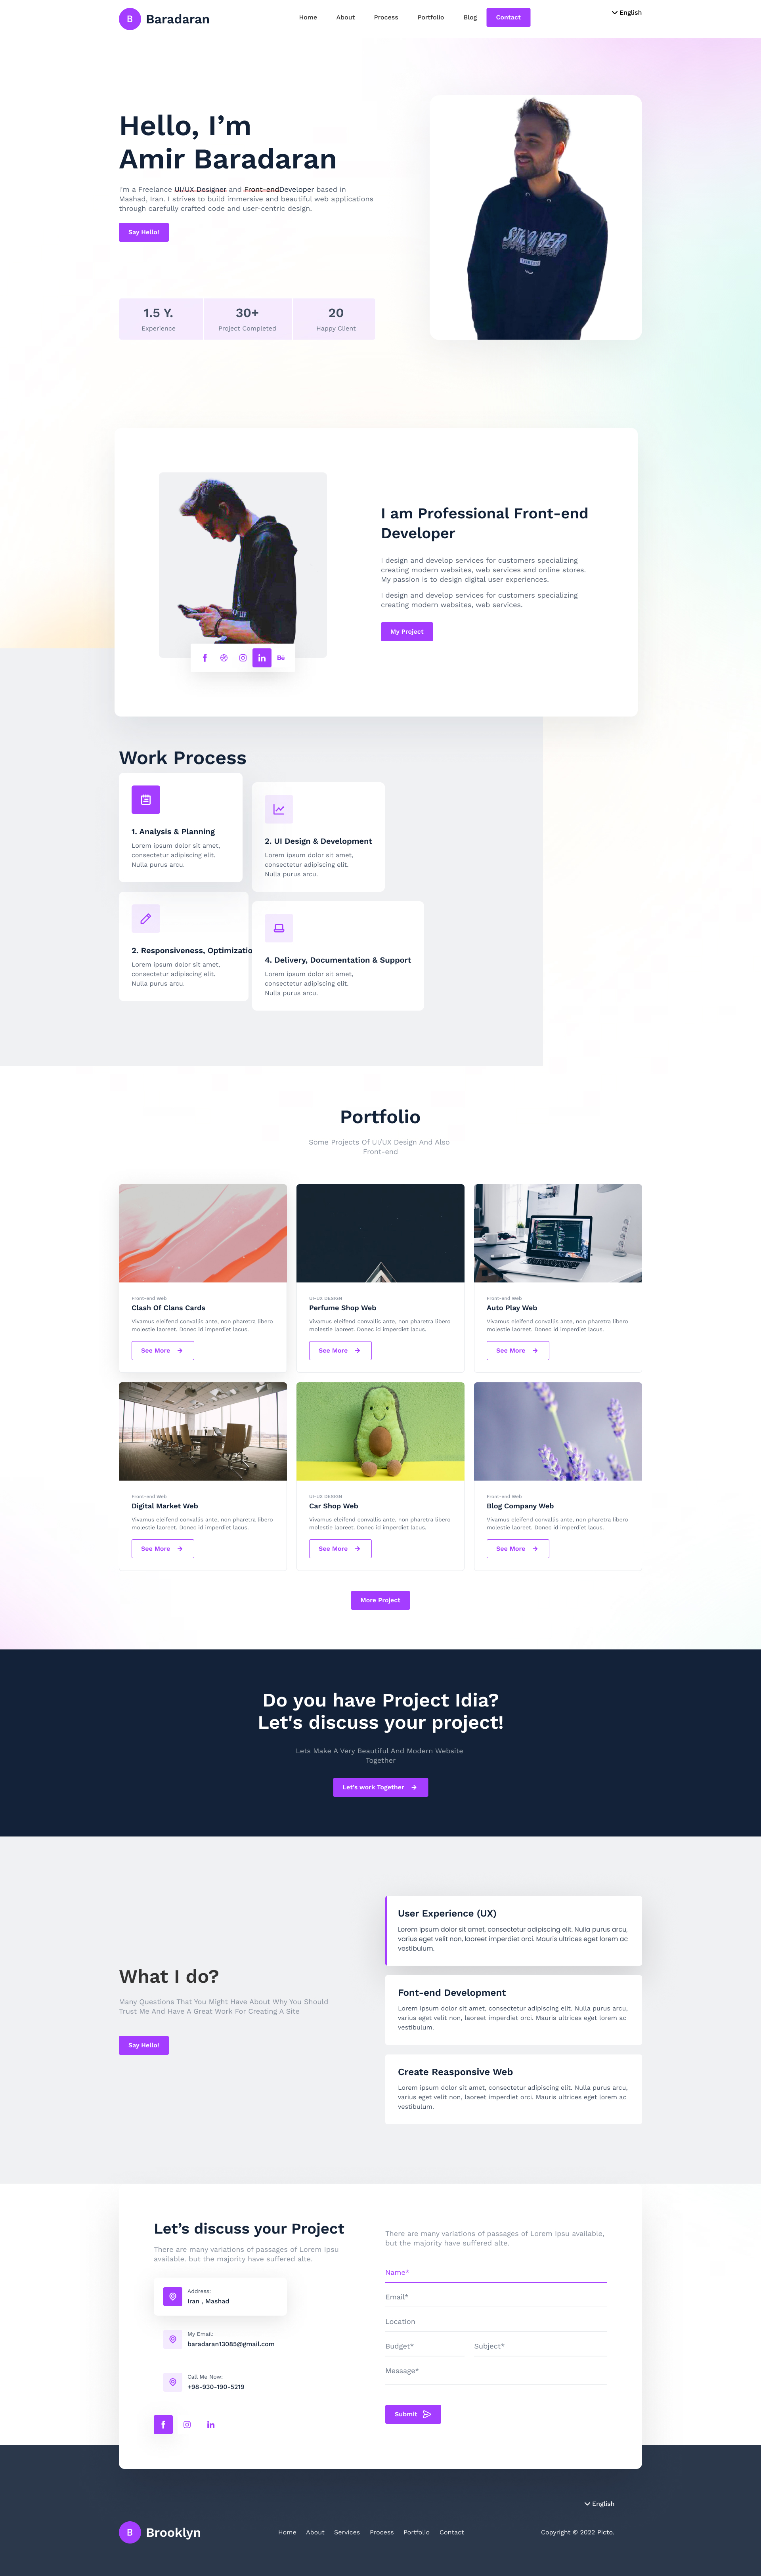 B Baradaran
Home About Process Portfolio Blog Contact
English
Hello, I’m
Amir Baradaran
I'm a Freelance UI/UX Designer and Front-endDeveloper based in
Mashad, Iran. I strives to build immersive and beautiful web applications
through carefully crafted code and user-centric design.
Say Hello!
1.5 Y. 30+ 20
Experience Project Completed Happy Client
STRONGER
I am Professional Front-end
Developer
I design and develop services for customers specializing
creating modern websites, web services and online stores.
My passion is to design digital user experiences.
I design and develop services for customers specializing
creating modern websites, web services.
My Project
Work Process
1. Analysis & Planning
Lorem ipsum dolor sit amet,
consectetur adipiscing elit.
Nulla purus arcu.
2. UI Design & Development
Lorem ipsum dolor sit amet,
consectetur adipiscing elit.
Nulla purus arcu.
2. Responsiveness, Optimizatio
Lorem ipsum dolor sit amet,
consectetur adipiscing elit.
Nulla purus arcu.
4. Delivery, Documentation & Support
Lorem ipsum dolor sit amet,
consectetur adipiscing elit.
Nulla purus arcu.
Portfolio
Some Projects Of UI/UX Design And Also
Front-end
Front-end Web
Clash Of Clans Cards
Vivamus eleifend convallis ante, non pharetra libero
molestie laoreet. Donec id imperdiet lacus.
See More
UI-UX DESIGN
Perfume Shop Web
Vivamus eleifend convallis ante, non pharetra libero
molestie laoreet. Donec id imperdiet lacus.
See More
Front-end Web
Auto Play Web
Vivamus eleifend convallis ante, non pharetra libero
molestie laoreet. Donec id imperdiet lacus.
See More
Front-end Web
Digital Market Web
Vivamus eleifend convallis ante, non pharetra libero
molestie laoreet. Donec id imperdiet lacus.
See More
UI-UX DESIGN
Car Shop Web
Vivamus eleifend convallis ante, non pharetra libero
molestie laoreet. Donec id imperdiet lacus.
See More
Front-end Web
Blog Company Web
Vivamus eleifend convallis ante, non pharetra libero
molestie laoreet. Donec id imperdiet lacus.
See More
More Project
Do you have Project Idia?
Let's discuss your project!
Lets Make A Very Beautiful And Modern Website
Together
Let's work Together
What I do?
Many Questions That You Might Have About Why You Should
Trust Me And Have A Great Work For Creating A Site
Say Hello!
User Experience (UX)
Lorem ipsum dolor sit amet, consectetur adipiscing elit. Nulla purus arcu,
varius eget velit non, laoreet imperdiet orci. Mauris ultrices eget lorem ac
vestibulum.
Font-end Development
Lorem ipsum dolor sit amet, consectetur adipiscing elit. Nulla purus arcu,
varius eget velit non, laoreet imperdiet orci. Mauris ultrices eget lorem ac
vestibulum.
Create Reasponsive Web
Lorem ipsum dolor sit amet, consectetur adipiscing elit. Nulla purus arcu,
varius eget velit non, laoreet imperdiet orci. Mauris ultrices eget lorem ac
vestibulum.
Let’s discuss your Project
There are many variations of passages of Lorem Ipsu
available. but the majority have suffered alte.
Address:
Iran , Mashad
My Email:
baradaran13085@gmail.com
Call Me Now:
+98-930-190-5219
There are many variations of passages of Lorem Ipsu available,
but the majority have suffered alte.
Name*
Email*
Location
Budget* Subject*
Message*
Submit
English
B Brooklyn
Home About Services Process Portfolio Contact
Copyright © 2022 Picto.